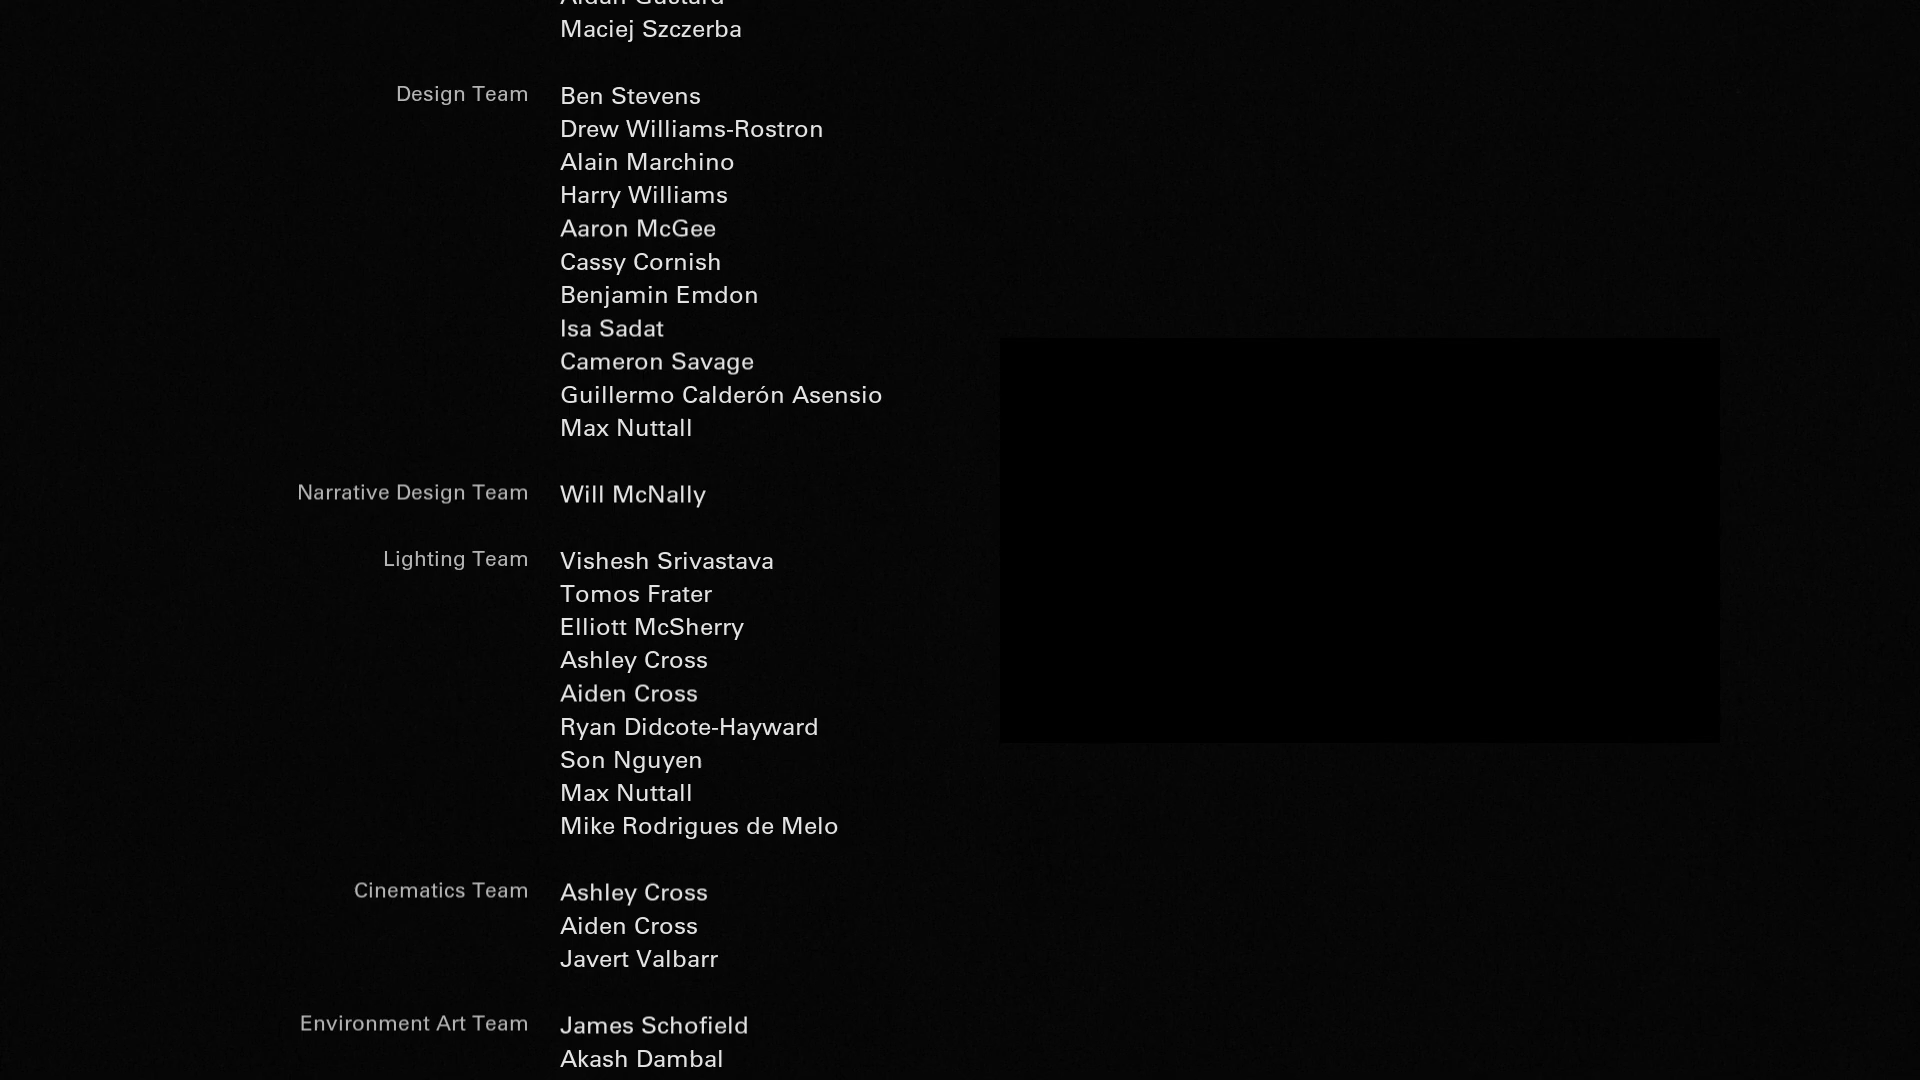 Maciej Szczerba
Design Team Ben Stevens
Drew Williams-Rostron
Alain Marchino
Harry Williams
Aaron McGee
Cassy Cornish
Benjamin Emdon
Isa Sadat
Cameron Savage
Guillermo Calderón Asensio
Max Nuttall
Narrative Design Team Will McNally
Lighting Team Vishesh Srivastava
Tomos Frater
Elliott McSherry
Ashley Cross
Aiden Cross
Ryan Didcote-Hayward
Son Nguyen
Max Nuttall
Mike Rodrigues de Melo
Cinematics Team Ashley Cross
Aiden Cross
Javert Valbarr
Environment Art Team James Schofield
Akash Dambal